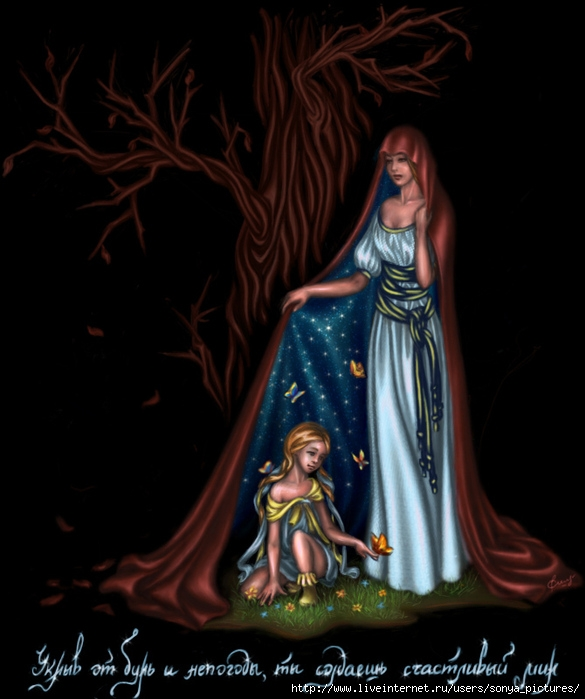 Укрыв от бурь и непогоды, ты создаешь счастливый мир
http://www.liveinternet.ru/users/sonya_pictures/